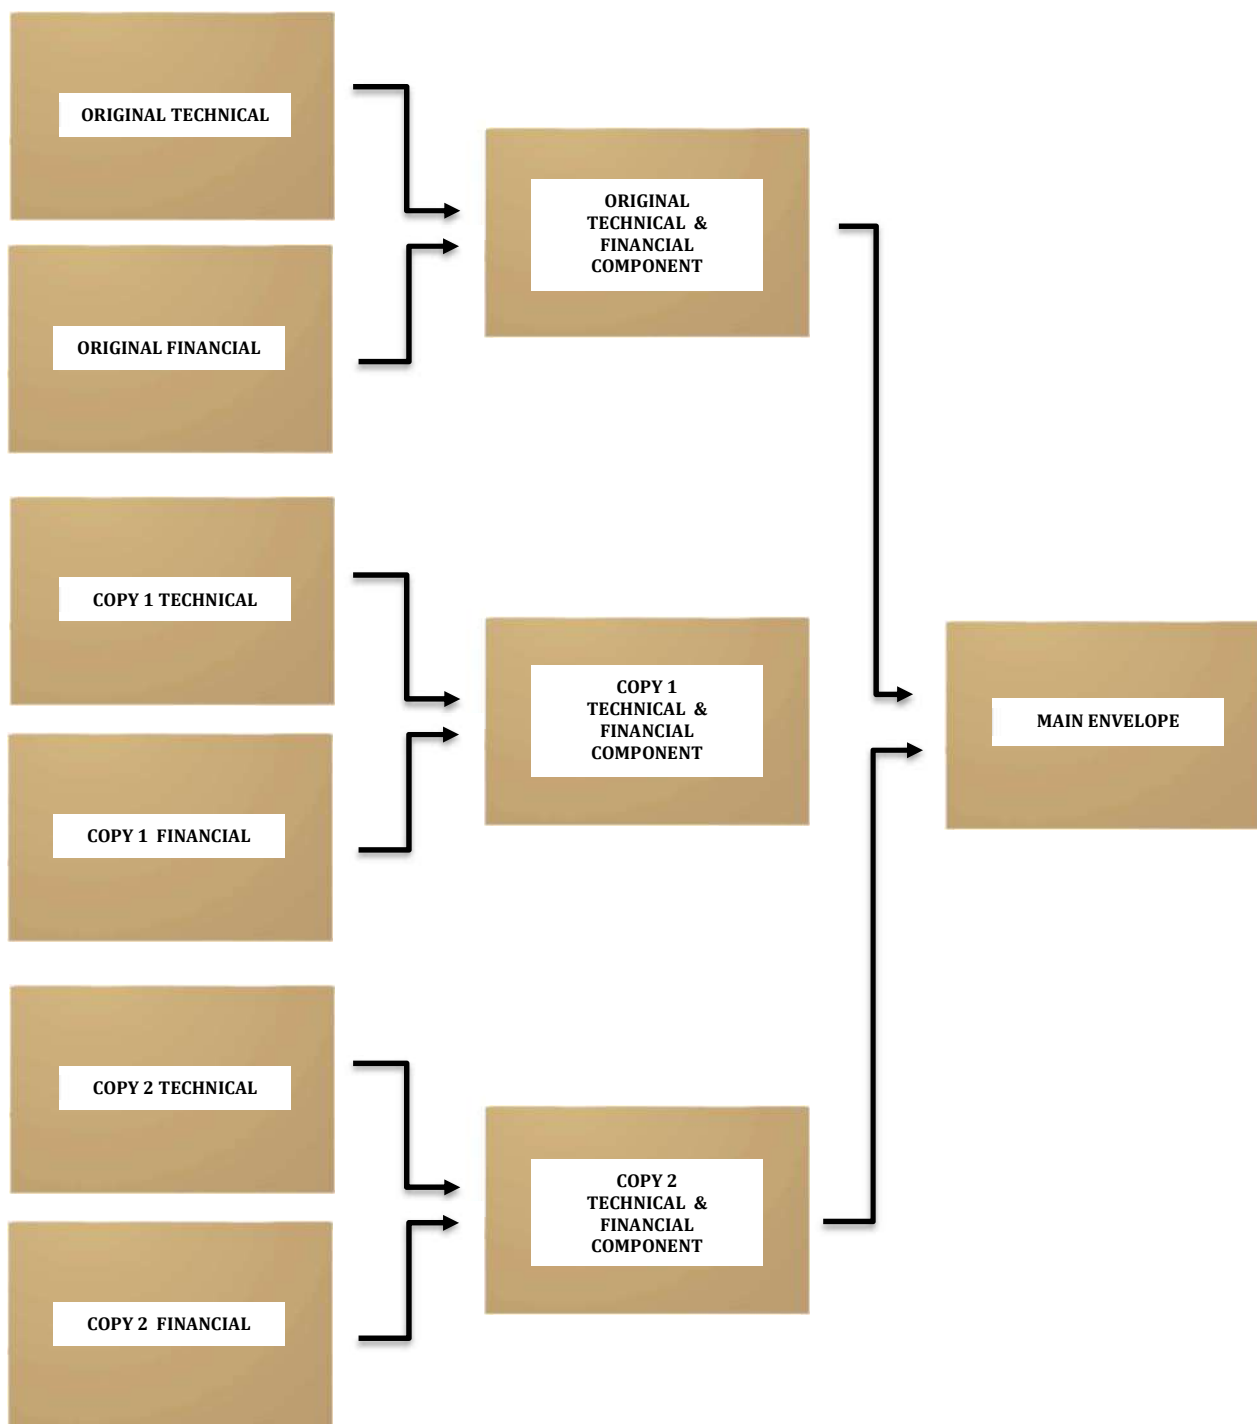 ORIGINAL TECHNICAL
ORIGINAL FINANCIAL
ORIGINAL
TECHNICAL &
FINANCIAL
COMPONENT
COPY 1 TECHNICAL
COPY 1 FINANCIAL
COPY 1
TECHNICAL &
FINANCIAL
COMPONENT
COPY 2 TECHNICAL
COPY 2 FINANCIAL
COPY 2
TECHNICAL &
FINANCIAL
COMPONENT
MAIN ENVELOPE